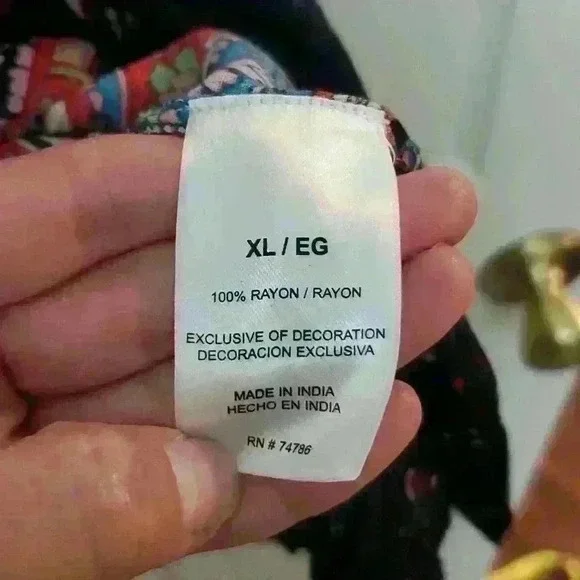 XL / EG
100% RAYON / RAYON
EXCLUSIVE OF DECORATION
DECORACION EXCLUSIVA
MADE IN INDIA
HECHO EN INDIA
RN # 74786